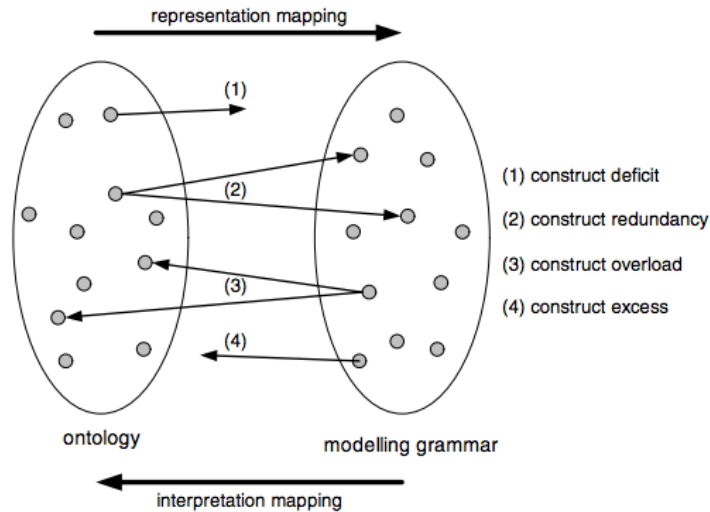 representation mapping
(1)
(2)
(3)
(4)
(1) construct deficit
(2) construct redundancy
(3) construct overload
(4) construct excess
ontology
modelling grammar
interpretation mapping